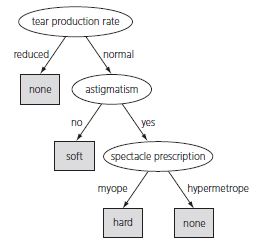 tear production rate
reduced
normal
none
astigmatism
no
yes
soft
spectacle prescription
myope
hypermetrope
hard
none